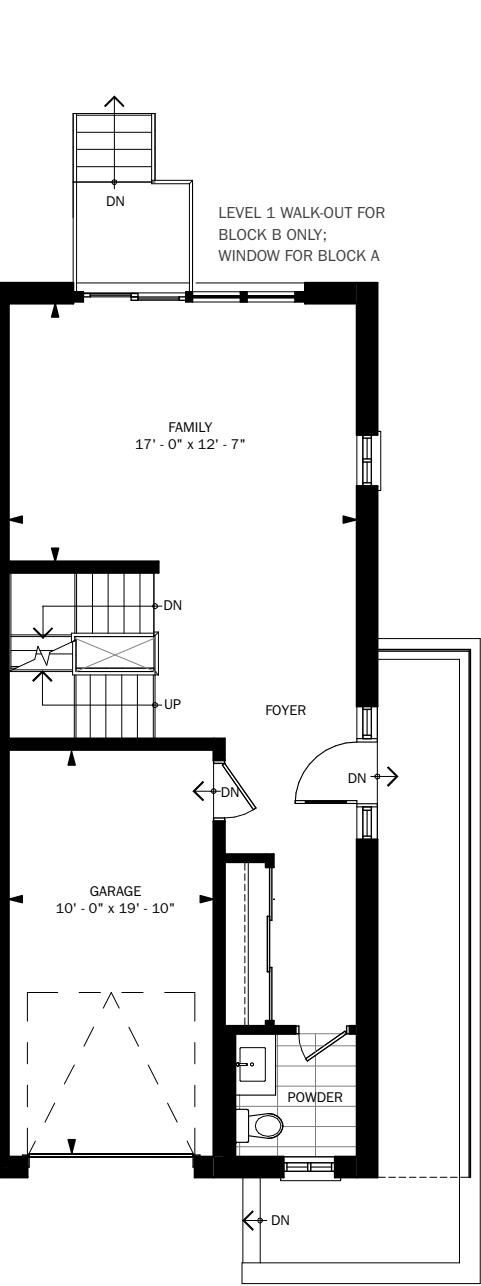 DN
LEVEL 1 WALK-OUT FOR
BLOCK B ONLY;
WINDOW FOR BLOCK A
FAMILY
17' - 0" x 12' - 7"
DN
UP
FOYER
DN
DN
GARAGE
10' - 0" x 19' - 10"
POWDER
DN